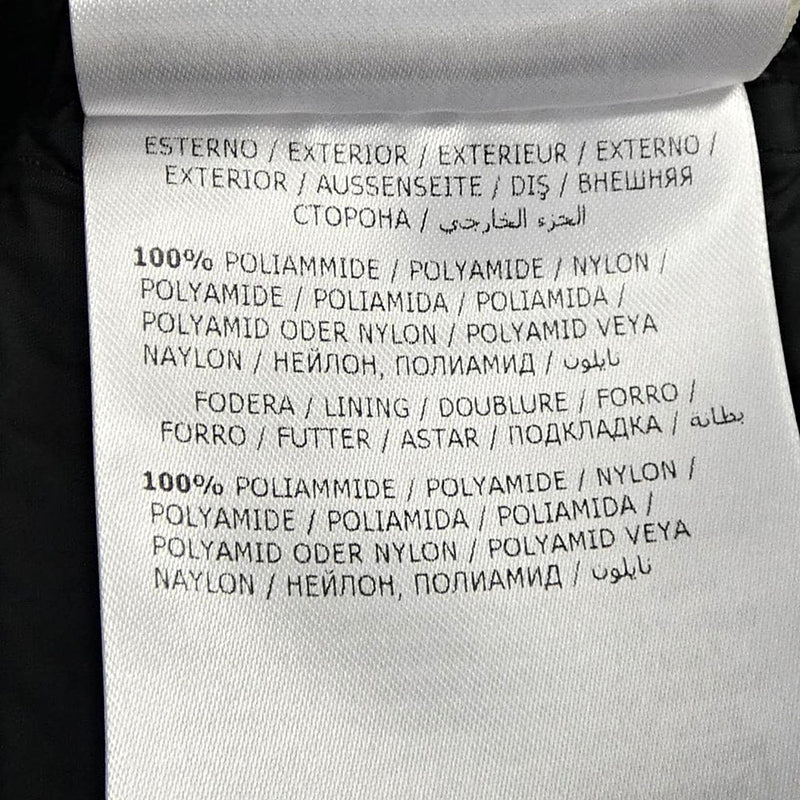 ESTERNO / EXTERIOR / EXTERIEUR / EXTERNO /
EXTERIOR / AUSSENSEITE / DIŞ / ВНЕШНЯЯ
СТОРОНА / الجزء الخارجي
100% POLIAMMIDE / POLYAMIDE / NYLON /
POLYAMIDE / POLIAMIDA / POLIAMIDA /
POLYAMID ODER NYLON / POLYAMID VEYA
NAYLON / НЕЙЛОН, ПОЛИАМИД / نايلون
FODERA / LINING / DOUBLURE / FORRO /
FORRO / FUTTER / ASTAR / ПОДКЛАДКА / بطانة
100% POLIAMMIDE / POLYAMIDE / NYLON /
POLYAMIDE / POLIAMIDA / POLIAMIDA /
POLYAMID ODER NYLON / POLYAMID VEYA
NAYLON / НЕЙЛОН, ПОЛИАМИД / نايلون